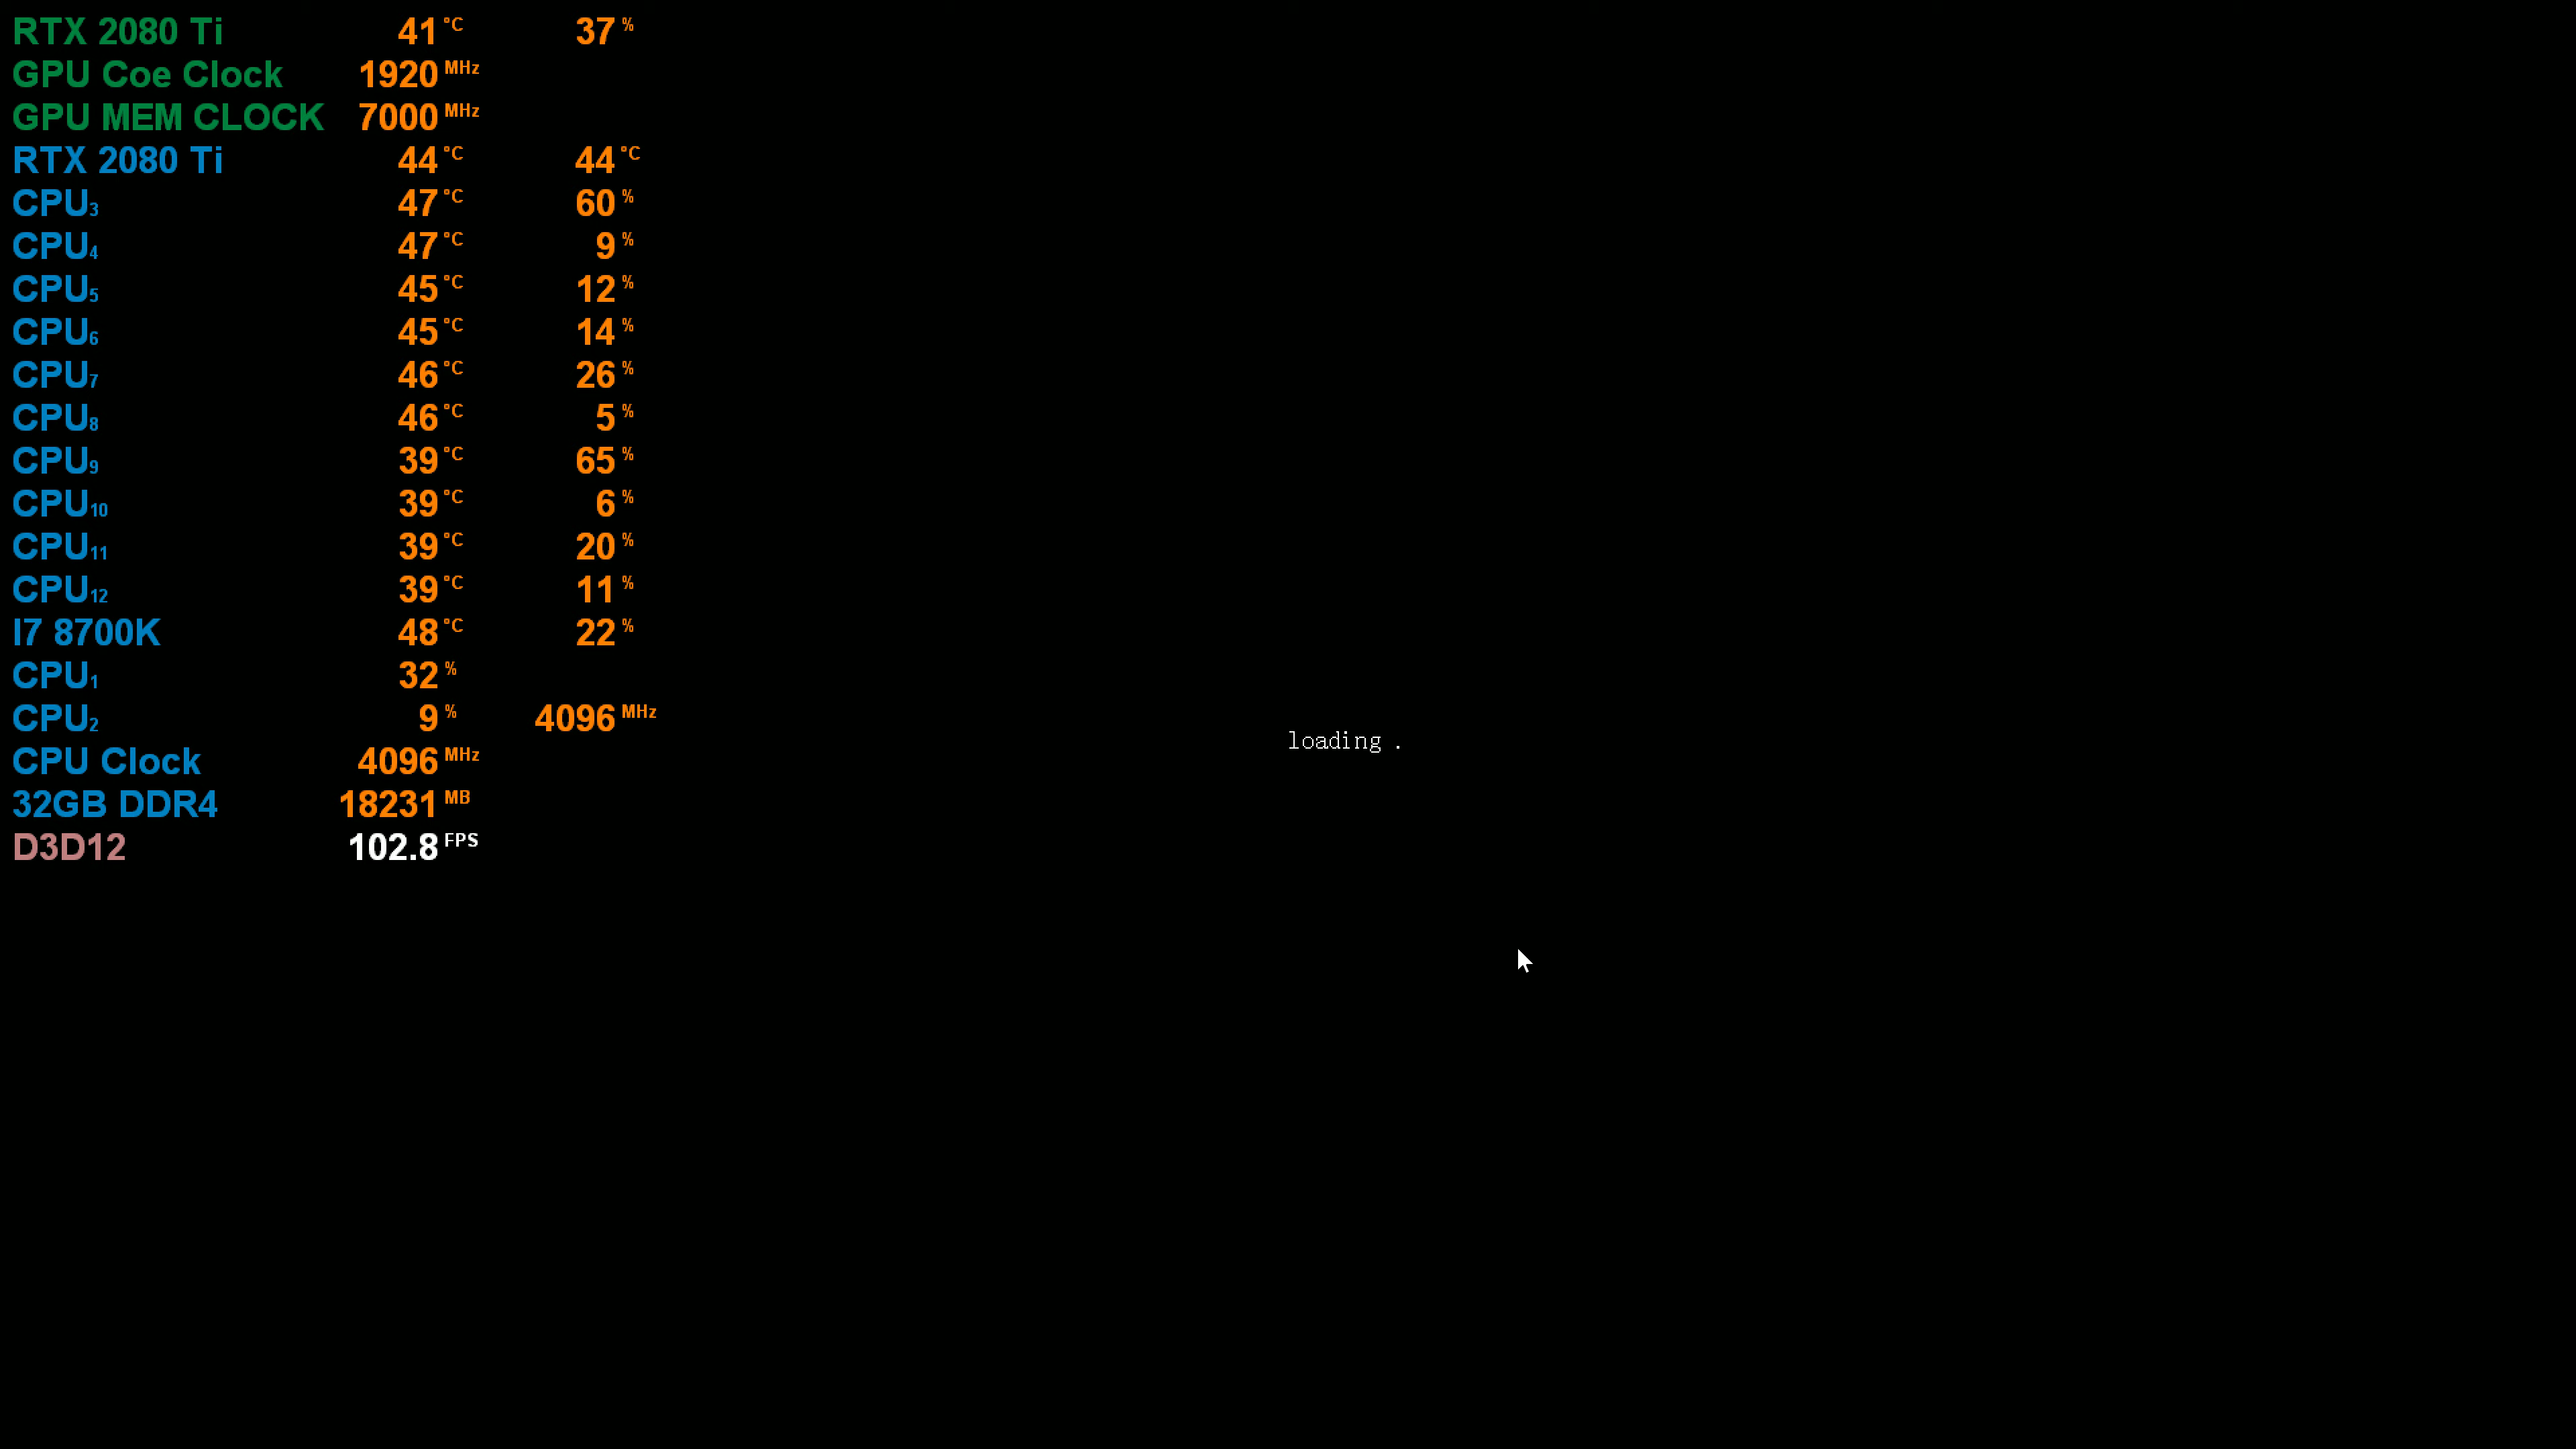 RTX 2080 Ti 41 °C 37 %
GPU Coe Clock 1920 MHz
GPU MEM CLOCK 7000 MHz
RTX 2080 Ti 44 °C 44 °C
CPU3 47 °C 60 %
CPU4 47 °C 9 %
CPU5 45 °C 12 %
CPU6 45 °C 14 %
CPU7 46 °C 26 %
CPU8 46 °C 5 %
CPU9 39 °C 65 %
CPU10 39 °C 6 %
CPU11 39 °C 20 %
CPU12 39 °C 11 %
I7 8700K 48 °C 22 %
CPU1 32 %
CPU2 9 % 4096 MHz
loading .
CPU Clock 4096 MHz
32GB DDR4 18231 MB
D3D12 102.8 FPS